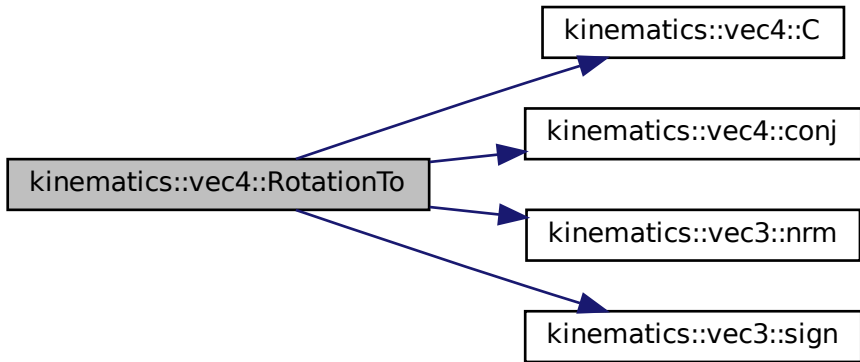 kinematics::vec4::C
kinematics::vec4::conj
kinematics::vec4::RotationTo
kinematics::vec3::nrm
kinematics::vec3::sign